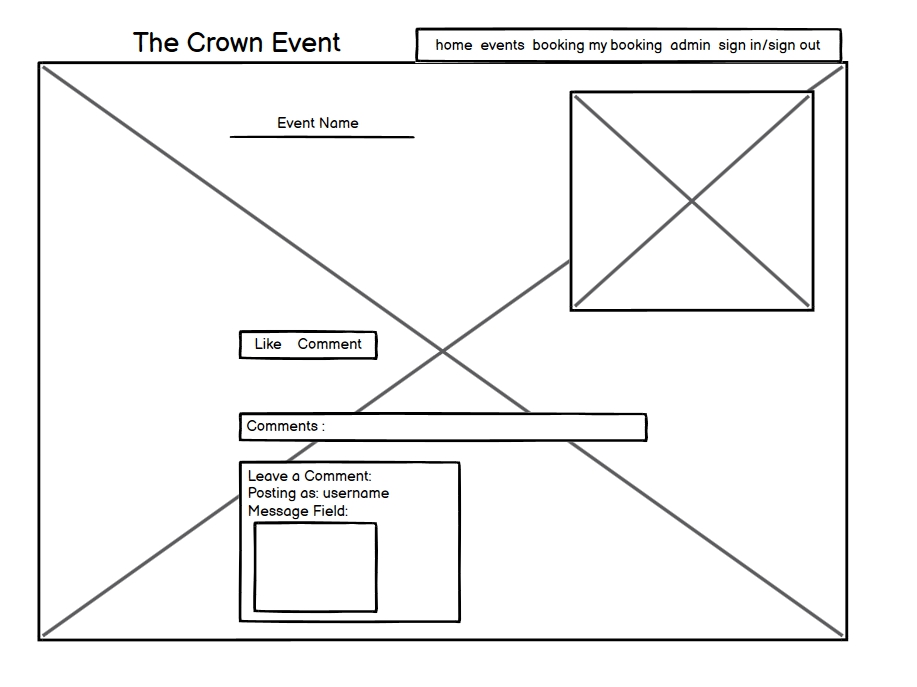 The Crown Event
home events booking my booking admin sign in/sign out
Event Name
Like Comment
Comments :
Leave a Comment:
Posting as: username
Message Field: